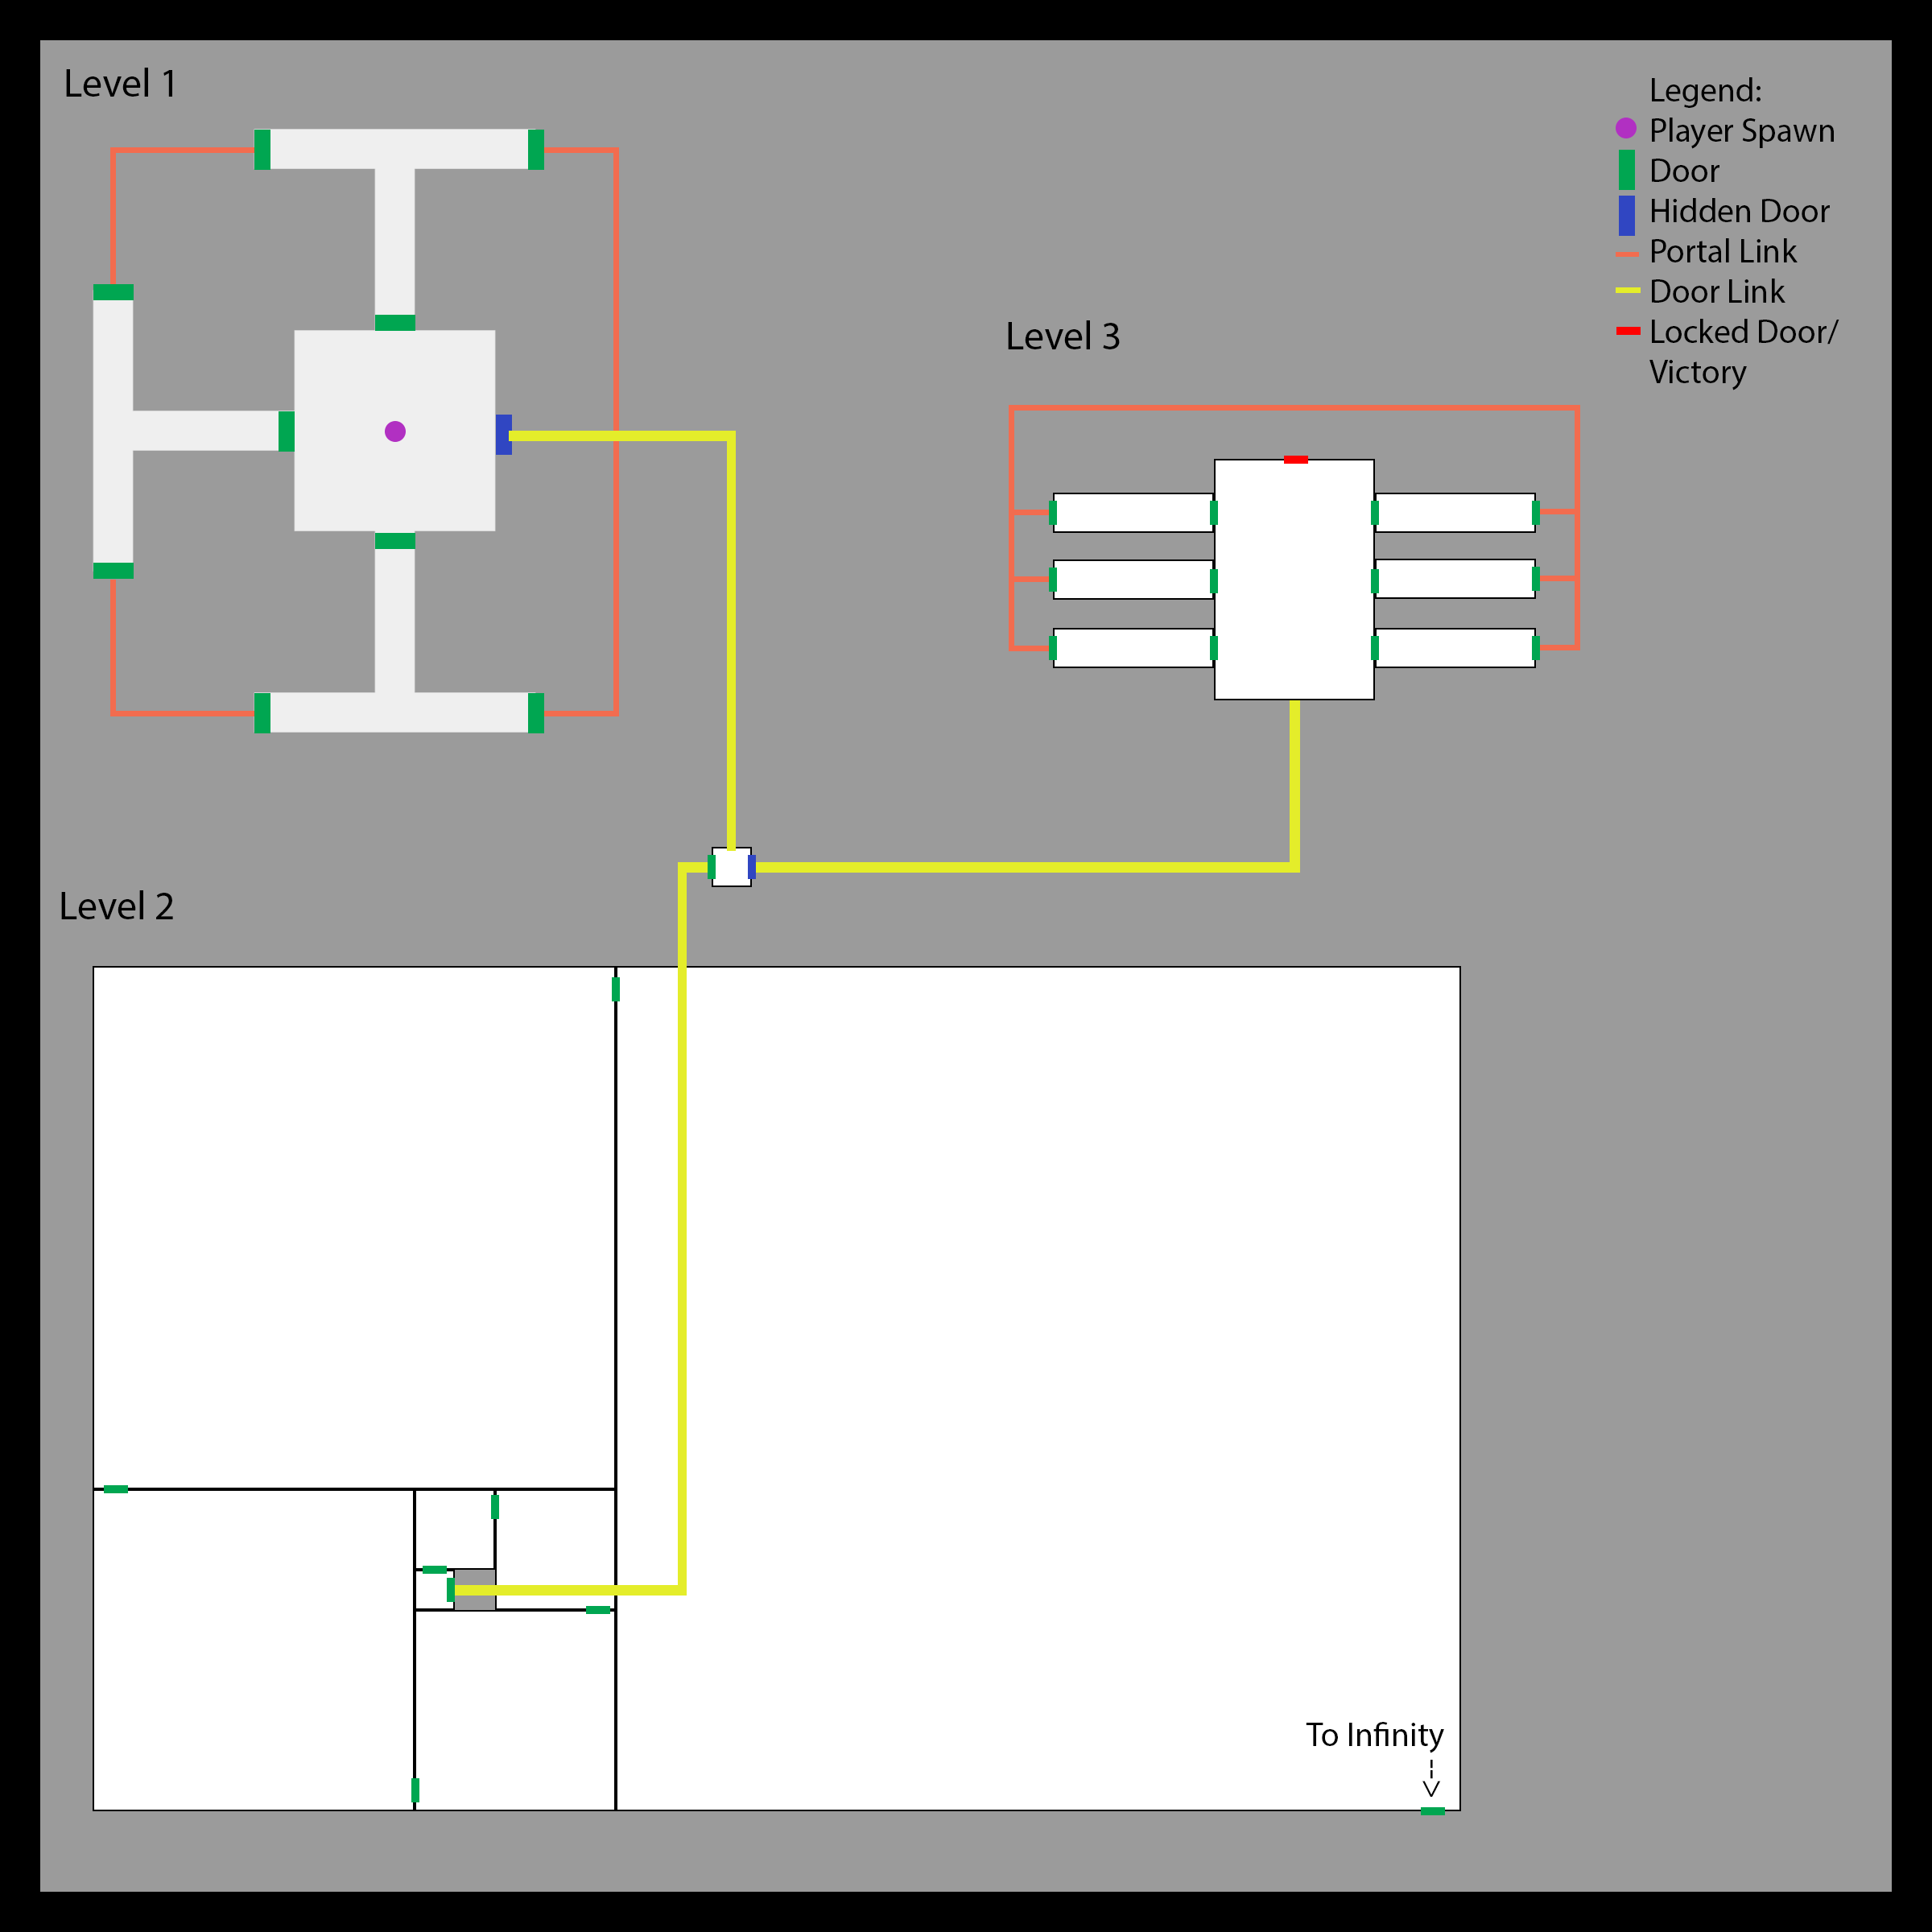 Level 1
Legend:
Player Spawn
Door
Hidden Door
Portal Link
Door Link
Locked Door/
Victory
Level 3
Level 2
To Infinity